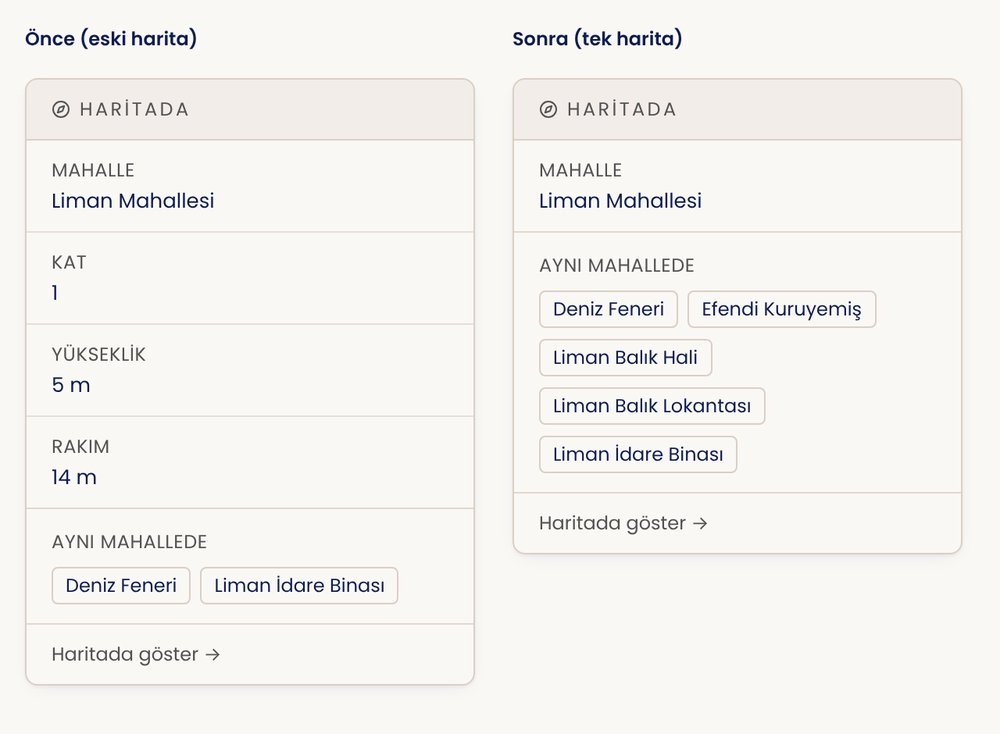 Önce (eski harita)
HARİTADA
MAHALLE
Liman Mahallesi
KAT
1
YÜKSEKLİK
5 m
RAKIM
14 m
AYNI MAHALLEDE
Deniz Feneri
Liman İdare Binası
Haritada göster →
Sonra (tek harita)
HARİTADA
MAHALLE
Liman Mahallesi
AYNI MAHALLEDE
Deniz Feneri
Efendi Kuruyemiş
Liman Balık Hali
Liman Balık Lokantası
Liman İdare Binası
Haritada göster →